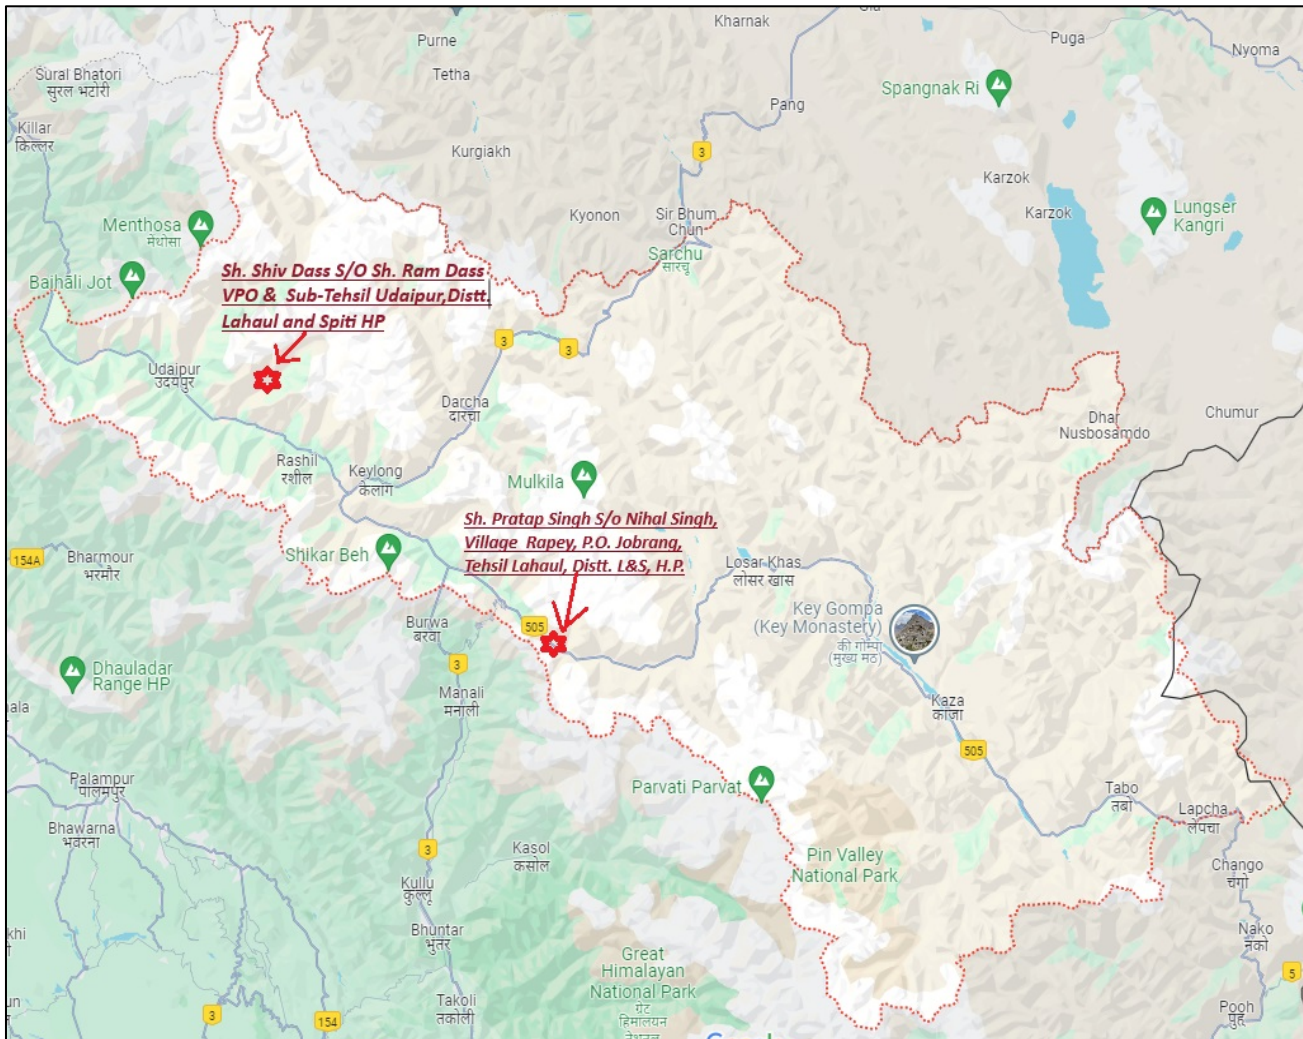 Kharnak
Purne
Puga
Nyoma
Tetha
Sural Bhatori
सुरल भटोरी
Spangnak Ri
Pang
Killar
किल्लर
3
Kurgiakh
Karzok
Menthosa
मेंथोसा
Kyonon
Sir Bhum
Chun
Karzok
Lungser
Kangri
Sarchu
सारचू
Baihāli Jot
Sh. Shiv Dass S/O Sh. Ram Dass
VPO & Sub-Tehsil Udaipur,Distt.
Lahaul and Spiti HP
3
3
Udaipur
उदयपुर
Darcha
दारचा
Dhar
Nusbosamdo
Chumur
Rashil
रशील
Keylong
केलांग
Mulkila
Sh. Pratap Singh S/o Nihal Singh,
Village Rapey, P.O. Jobrang,
Tehsil Lahaul, Distt. L&S, H.P.
154A
Bharmour
भरमौर
Shikar Beh
Losar Khas
लोसर खास
Key Gompa
(Key Monastery)
की गोम्पा
(मुख्य मठ)
Burwa
बरवा
505
3
Dhauladar
Range HP
Manali
मनाली
Kaza
काजा
505
Palampur
पालमपुर
Parvati Parvat
Tabo
तबो
Lapcha
लेपचा
Bhawarna
भवरना
3
Kasol
कसोल
Pin Valley
National Park
Chango
चंगो
Kullu
कुल्लू
Bhuntar
भुंतर
Nako
नको
Great
Himalayan
National Park
ग्रेट
हिमालयन
Takoli
तकोली
5
3
154
Pooh
पूह